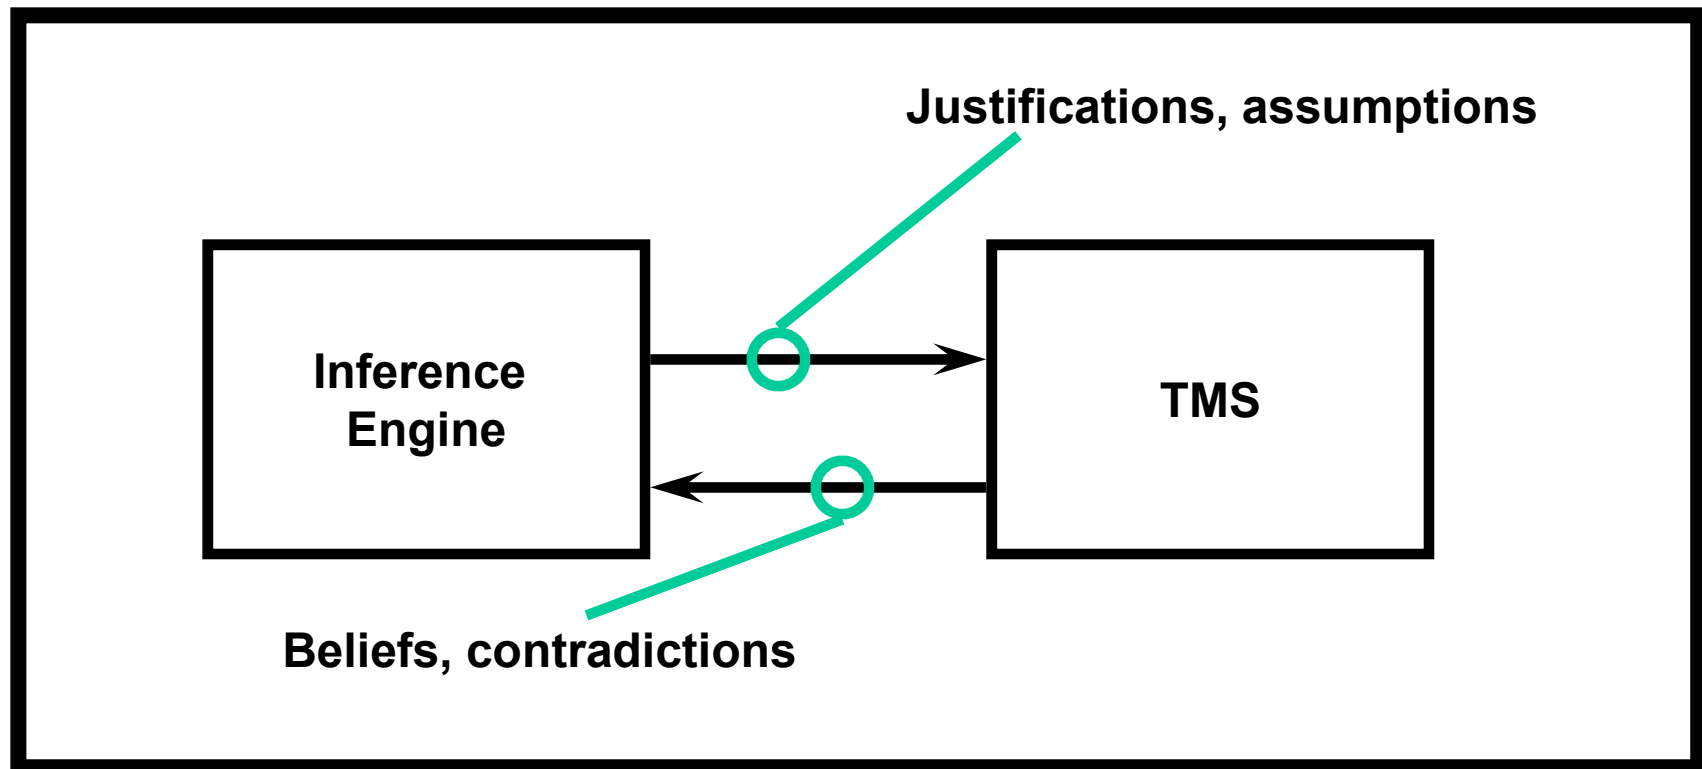 Justifications, assumptions
Inference
Engine
TMS
Beliefs, contradictions